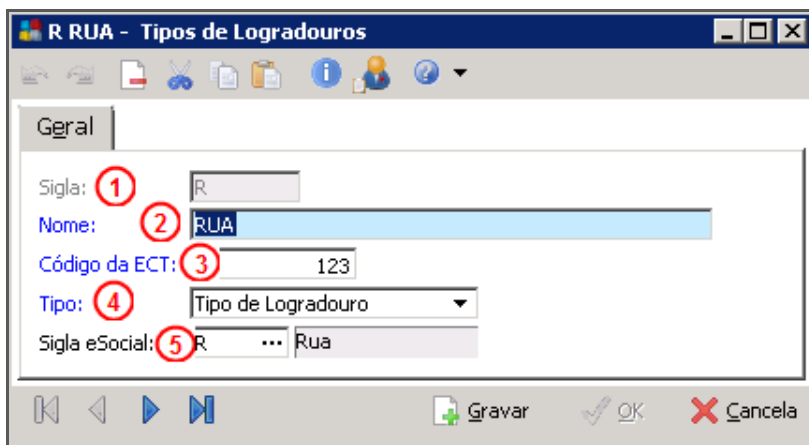 R RUA - Tipos de Logradouros
Geral
Sigla: 1 R
Nome: 2 RUA
Código da ECT: 3 123
Tipo: 4 Tipo de Logradouro
Sigla eSocial: 5 R ... Rua
Gravar OK Cancela